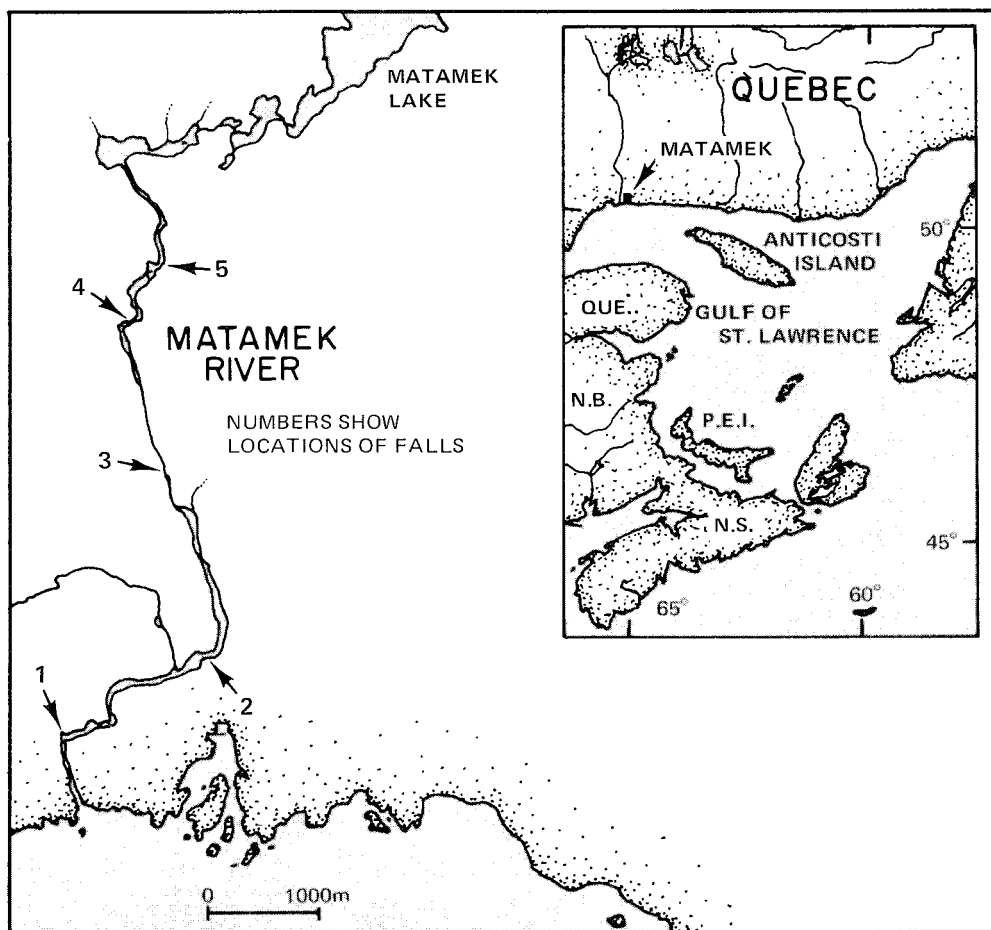 MATAMEK
LAKE
5
4
MATAMEK
RIVER
NUMBERS SHOW
LOCATIONS OF FALLS
3
1
2
0 1000m
QUEBEC
MATAMEK
50°
ANTICOSTI
ISLAND
QUE..
GULF OF
ST. LAWRENCE
N.B.
P.E.I.
N.S.
45°
65°
60°